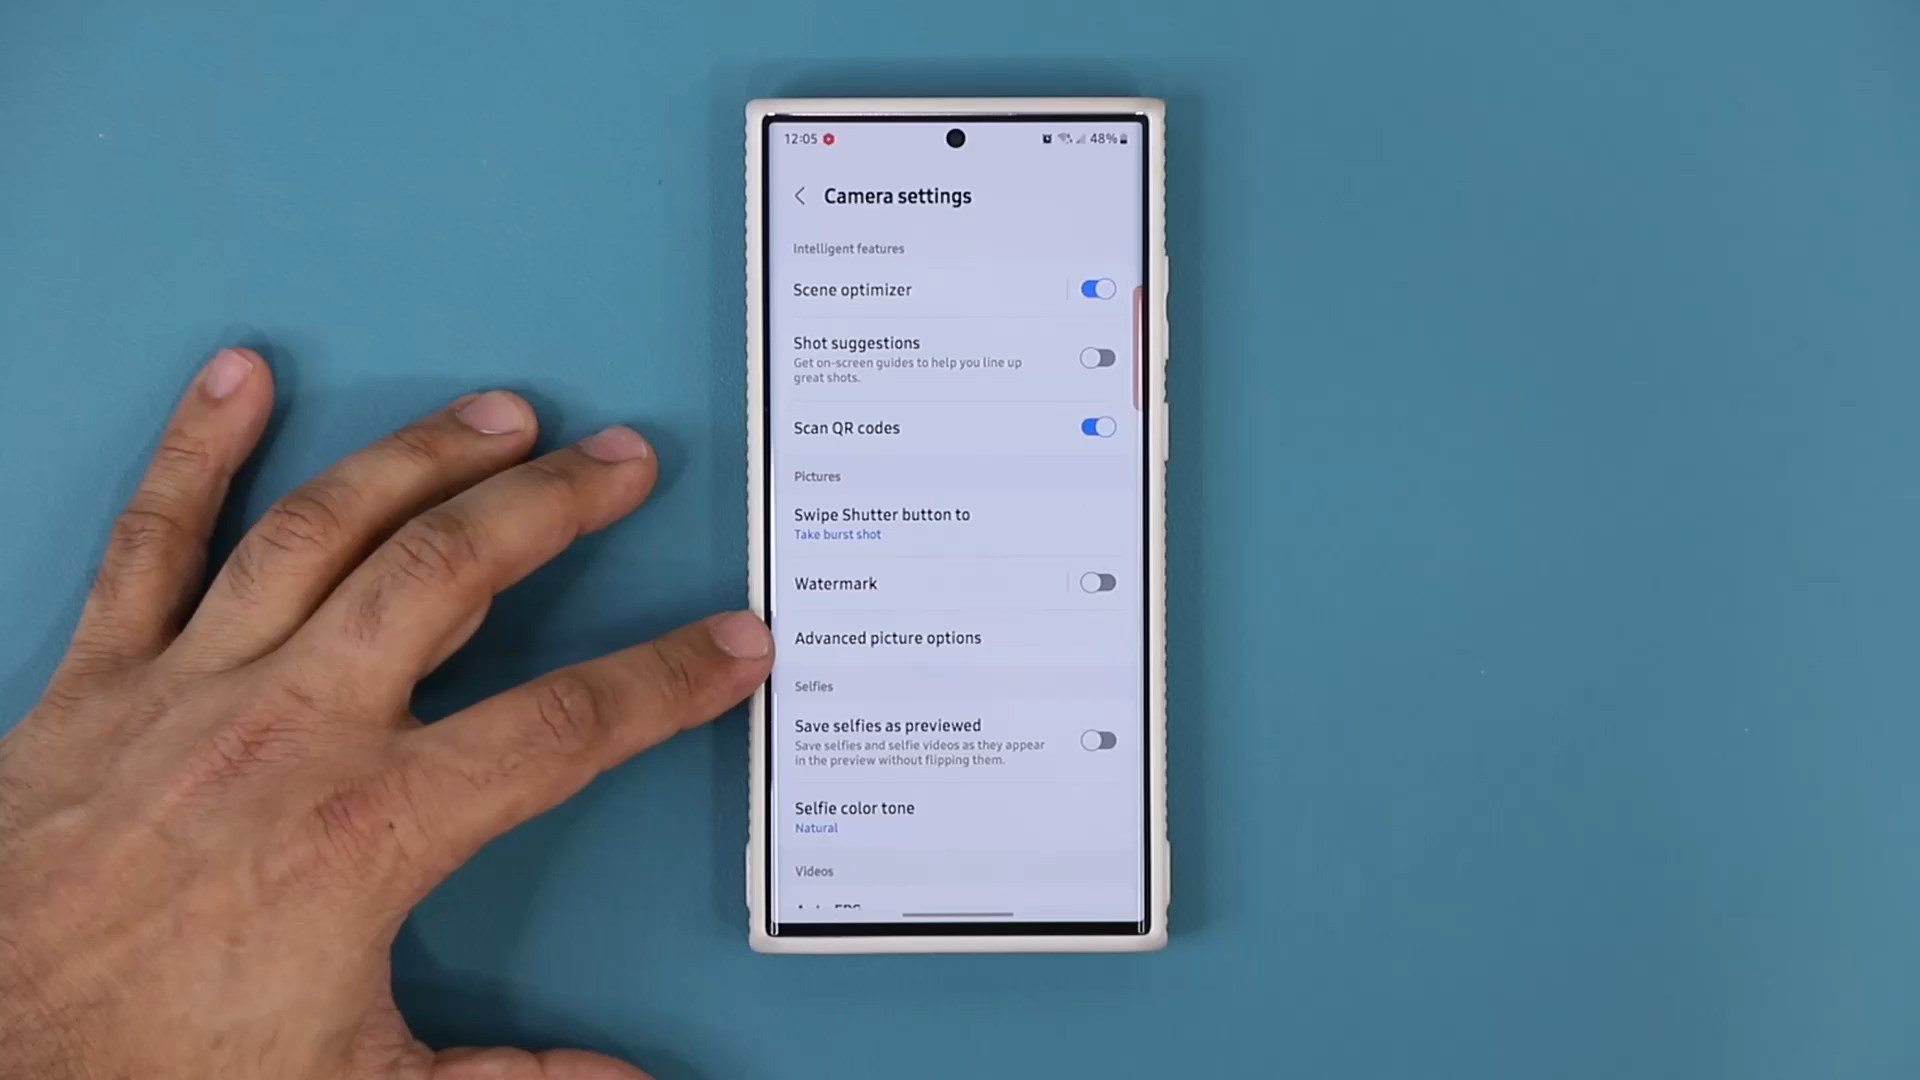 12:05
48%
Camera settings
Intelligent features
Scene optimizer
Shot suggestions
Get on-screen guides to help you line up
great shots.
Scan QR codes
Pictures
Swipe Shutter button to
Take burst shot
Watermark
Advanced picture options
Selfies
Save selfies as previewed
Save selfies and selfie videos as they appear
in the preview without flipping them.
Selfie color tone
Natural
Videos